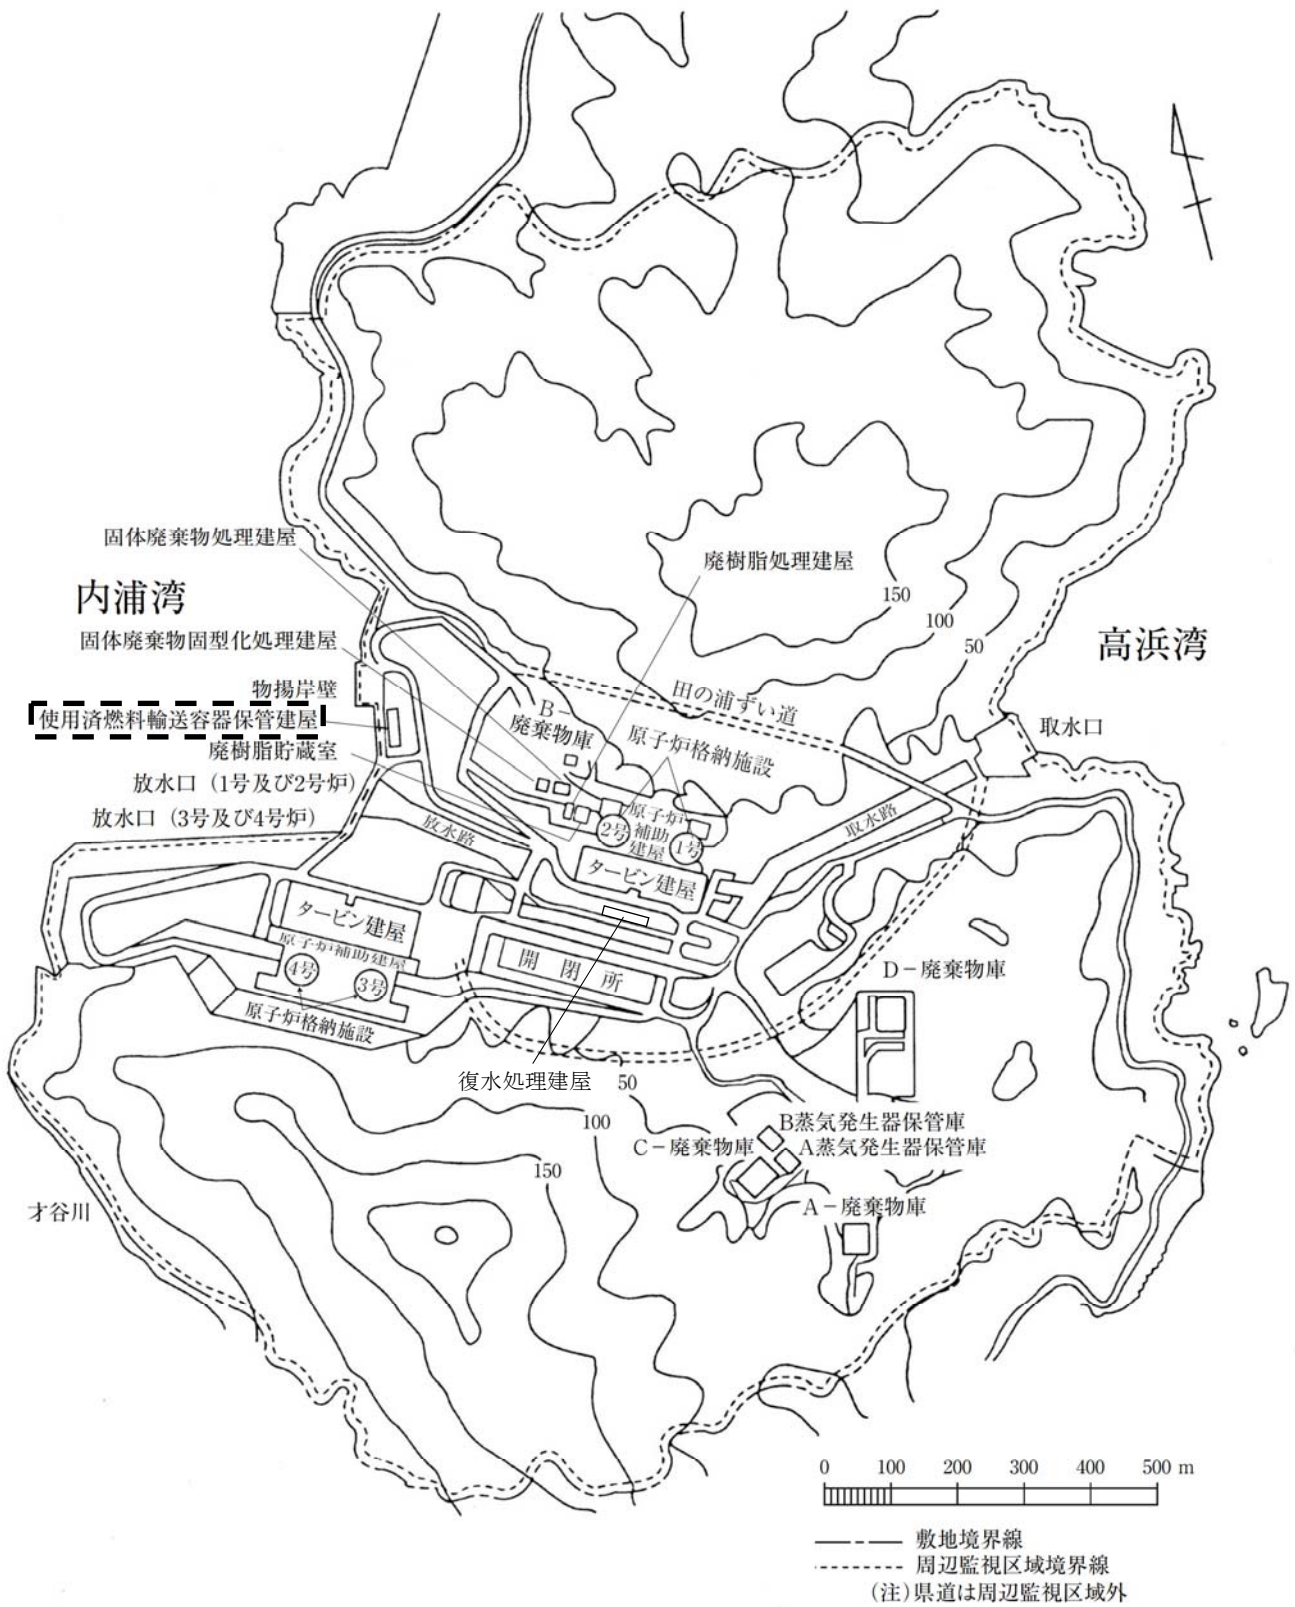 固体廃棄物処理建屋
廃樹脂処理建屋
内浦湾
150
100
50
固体廃棄物固型化処理建屋
高浜湾
物揚岸壁
田の浦ずい道
使用済燃料輸送容器保管建屋
B－
廃棄物庫
取水口
原子炉格納施設
廃樹脂貯蔵室
放水口（1号及び2号炉）
放水口（3号及び4号炉）
放水路
原子炉
補助
建屋
2号
1号
取水路
タービン建屋
タービン建屋
原子炉補助建屋
4号
3号
開閉所
D－廃棄物庫
原子炉格納施設
復水処理建屋
50
100
150
B蒸気発生器保管庫
C－廃棄物庫
A蒸気発生器保管庫
A－廃棄物庫
才谷川
0 100 200 300 400 500 m
敷地境界線
周辺監視区域境界線
（注）県道は周辺監視区域外